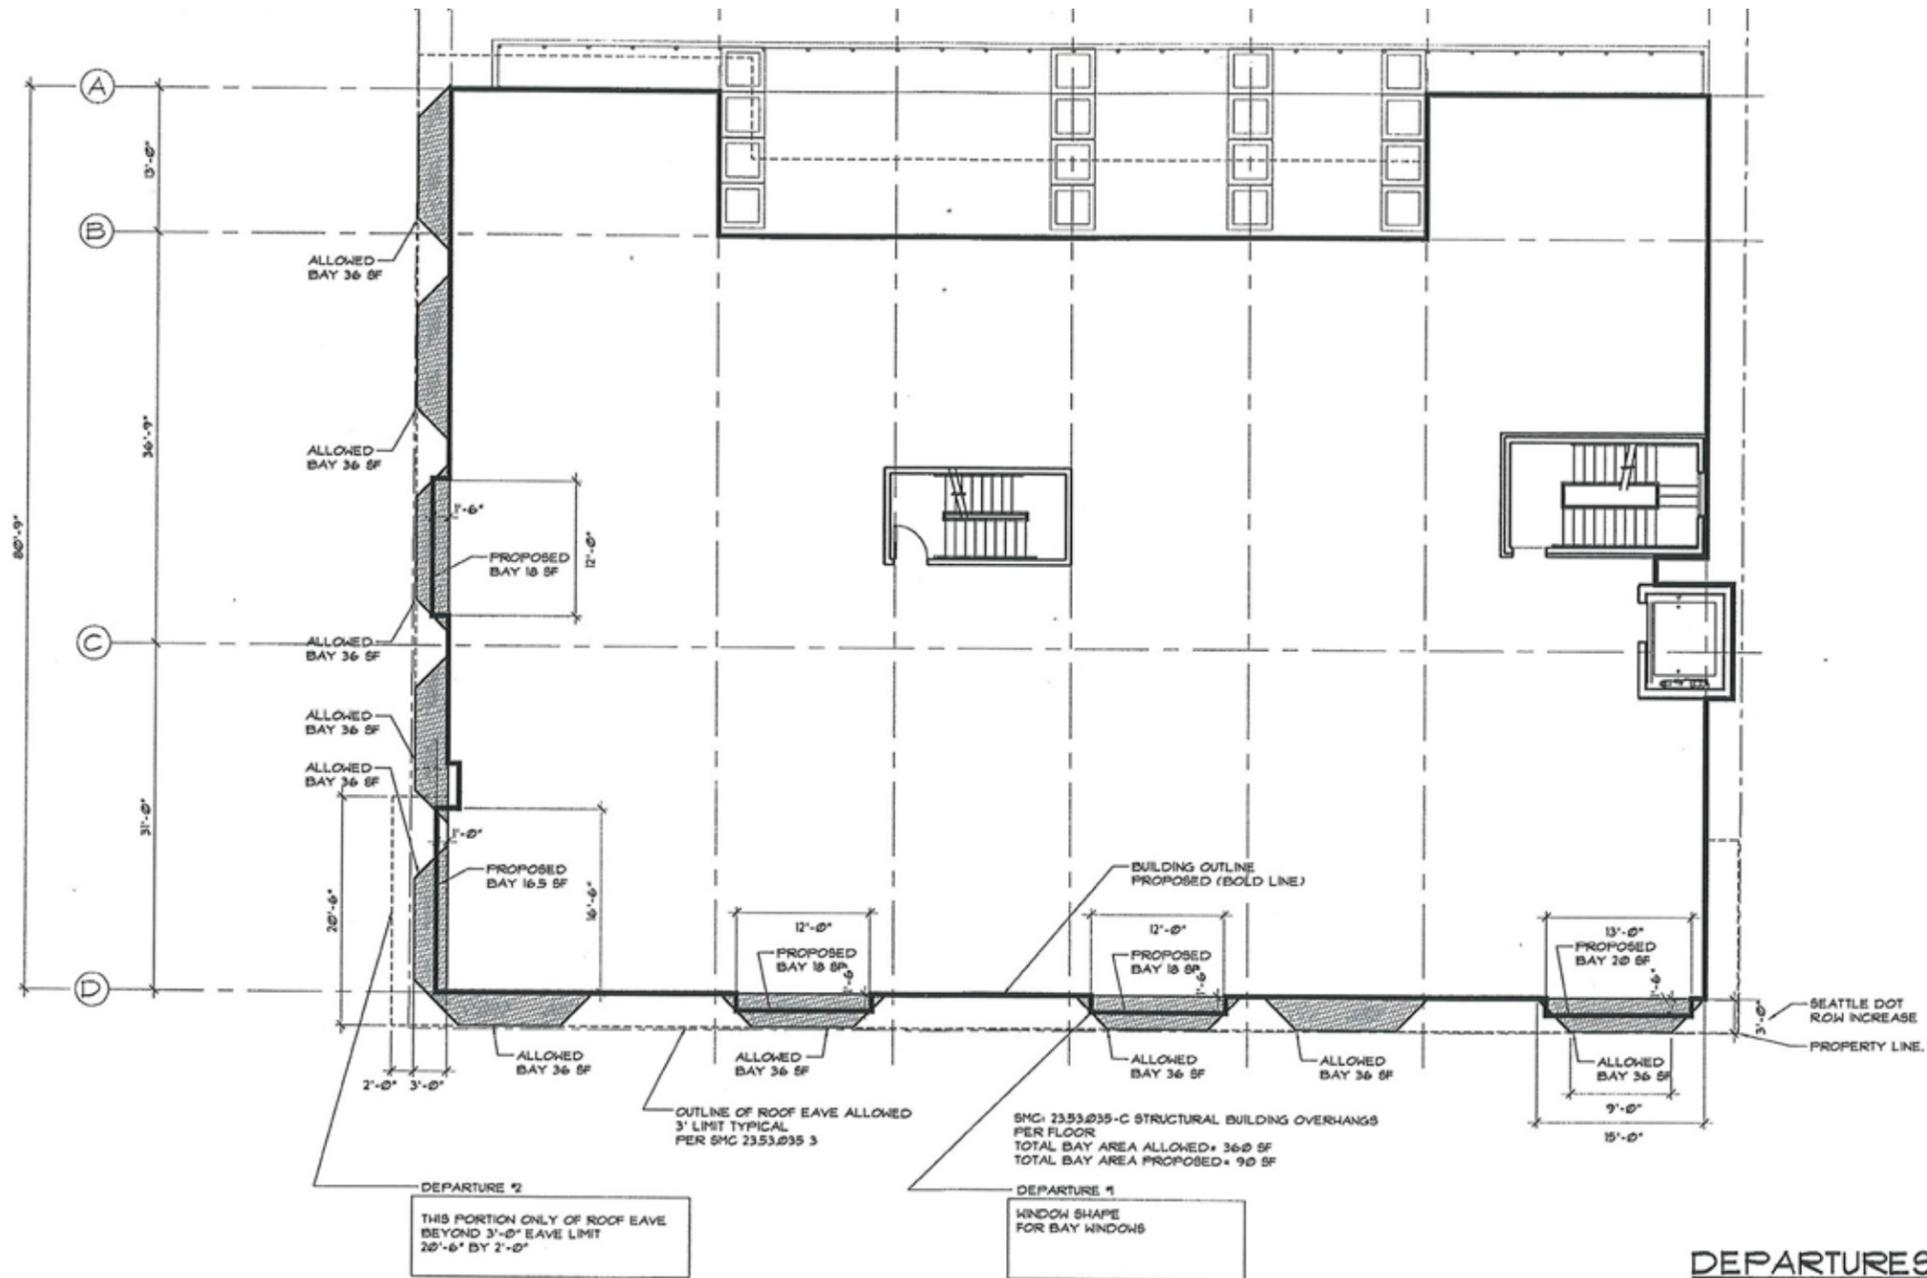 A
13'-0"
B
ALLOWED
BAY 36 SF
36'-9"
ALLOWED
BAY 36 SF
80'-9"
1'-6"
PROPOSED
BAY 18 SF
12'-0"
C
ALLOWED
BAY 36 SF
ALLOWED
BAY 36 SF
ALLOWED
BAY 36 SF
31'-0"
1'-0"
PROPOSED
BAY 16.5 SF
20'-6"
16'-6"
BUILDING OUTLINE
PROPOSED (BOLD LINE)
12'-0"
PROPOSED
BAY 18 SF
1'-6"
12'-0"
PROPOSED
BAY 18 SF
1'-6"
13'-0"
PROPOSED
BAY 20 SF
1'-6"
D
SEATTLE DOT
ROW INCREASE
3'-0"
PROPERTY LINE.
ALLOWED
BAY 36 SF
ALLOWED
BAY 36 SF
ALLOWED
BAY 36 SF
ALLOWED
BAY 36 SF
ALLOWED
BAY 36 SF
2'-0"
3'-0"
9'-0"
15'-0"
OUTLINE OF ROOF EAVE ALLOWED
3' LIMIT TYPICAL
PER SMC 23.53.035 3
SMC: 23.53.035-C STRUCTURAL BUILDING OVERHANGS
PER FLOOR
TOTAL BAY AREA ALLOWED= 360 SF
TOTAL BAY AREA PROPOSED= 90 SF
DEPARTURE #2
THIS PORTION ONLY OF ROOF EAVE
BEYOND 3'-0" EAVE LIMIT
20'-6" BY 2'-0"
DEPARTURE #1
WINDOW SHAPE
FOR BAY WINDOWS
DEPARTURES